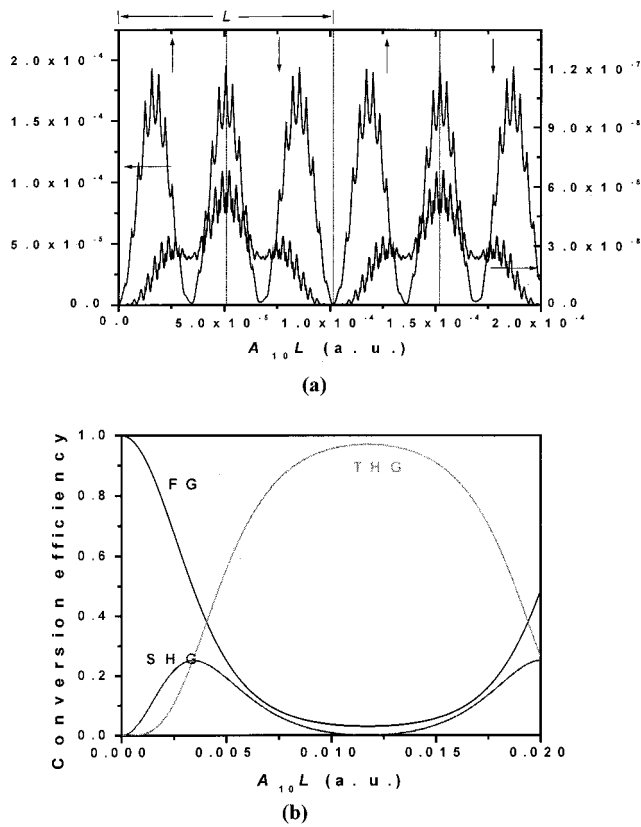 L
2.0 x 10⁻⁴
1.5 x 10⁻⁴
1.0 x 10⁻⁴
5.0 x 10⁻⁵
0.0
1.2 x 10⁻⁷
9.0 x 10⁻⁸
6.0 x 10⁻⁸
3.0 x 10⁻⁸
0.0
0.0 5.0 x 10⁻⁵ 1.0 x 10⁻⁴ 1.5 x 10⁻⁴ 2.0 x 10⁻⁴
A₁₀L (a. u.)
(a)
Conversion efficiency
1.0
0.8
0.6
0.4
0.2
0.0
FG
THG
SHG
0.000 0.005 0.010 0.015 0.020
A₁₀L (a. u.)
(b)